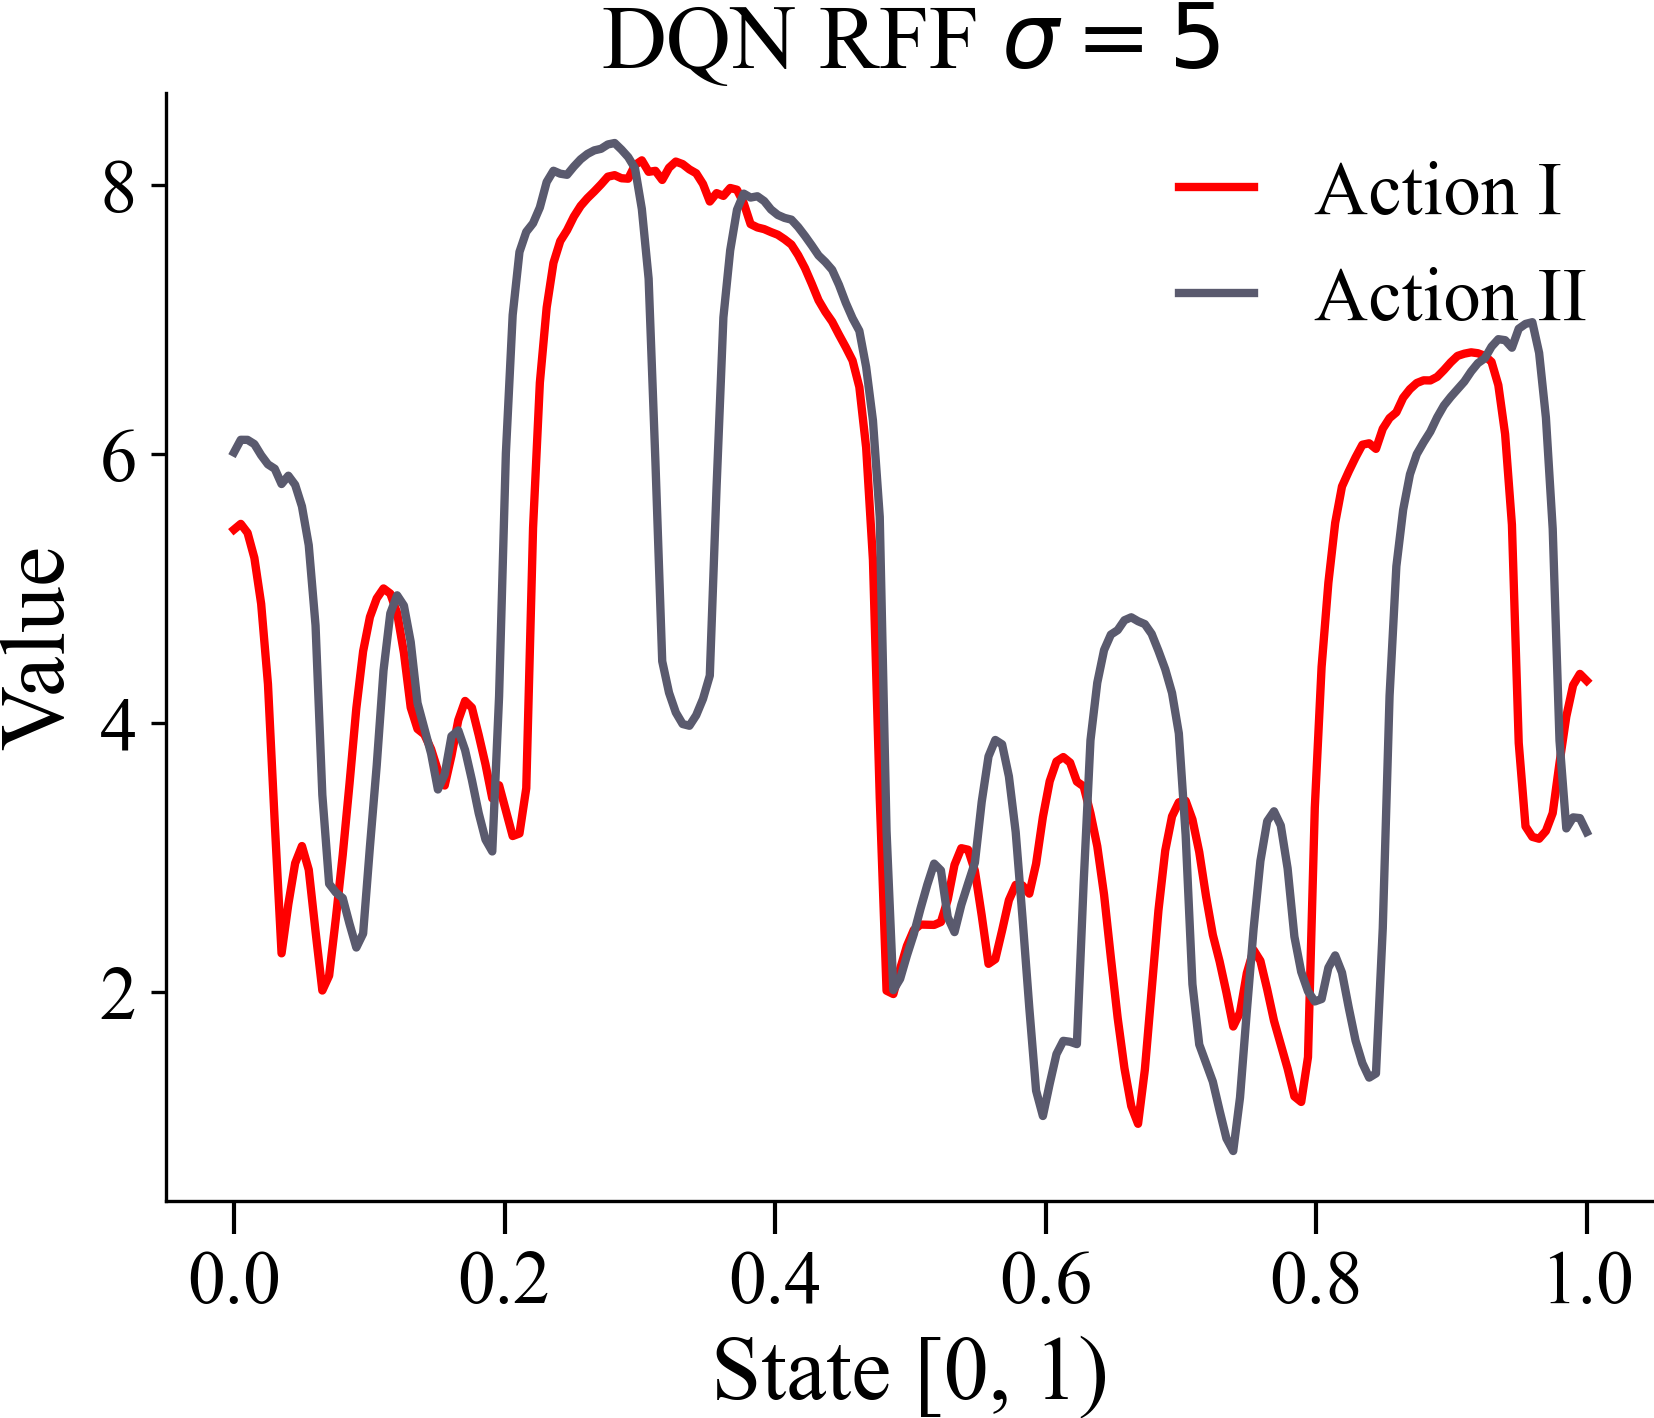 DQN RFF σ = 5
Action I
Action II
Value
8
6
4
2
0.0 0.2 0.4 0.6 0.8 1.0
State [0, 1)